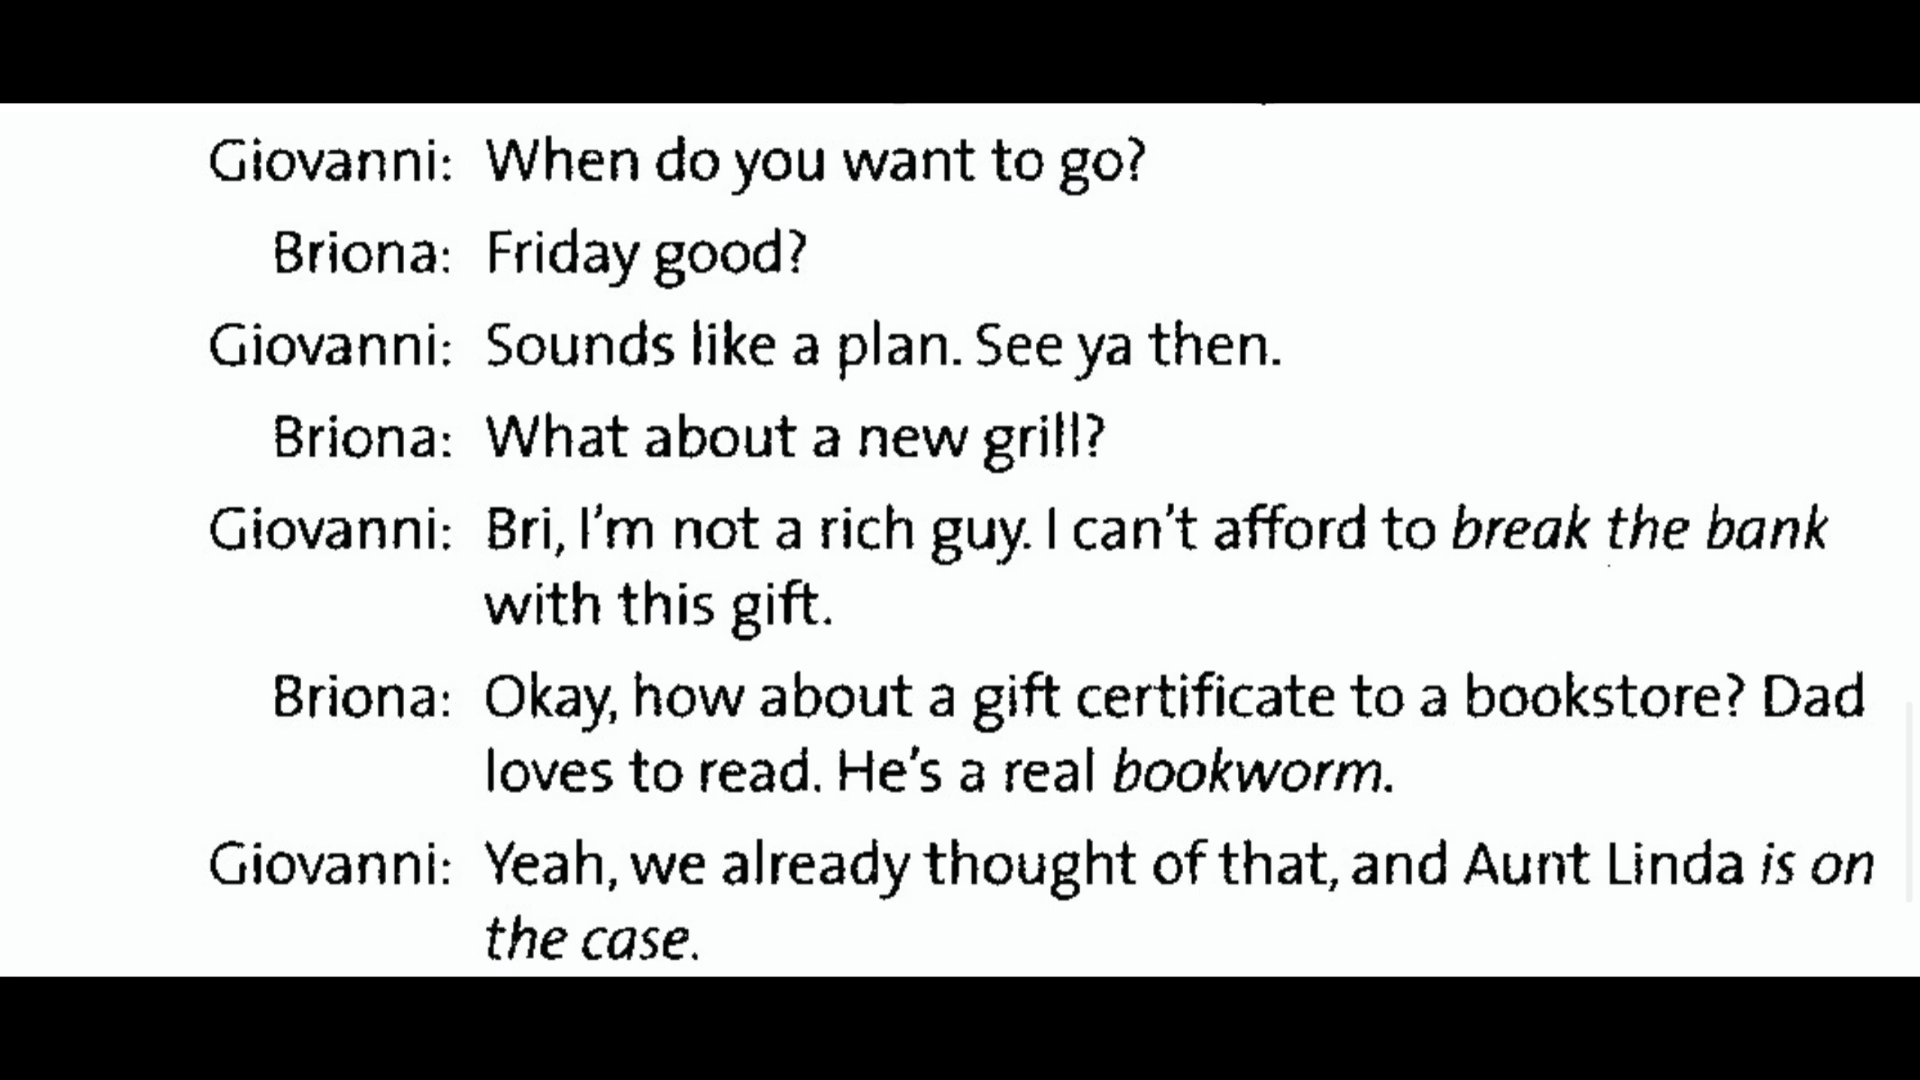 Giovanni: When do you want to go?
Briona: Friday good?
Giovanni: Sounds like a plan. See ya then.
Briona: What about a new grill?
Giovanni: Bri, I'm not a rich guy. I can't afford to break the bank
with this gift.
Briona: Okay, how about a gift certificate to a bookstore? Dad
loves to read. He's a real bookworm.
Giovanni: Yeah, we already thought of that, and Aunt Linda is on
the case.